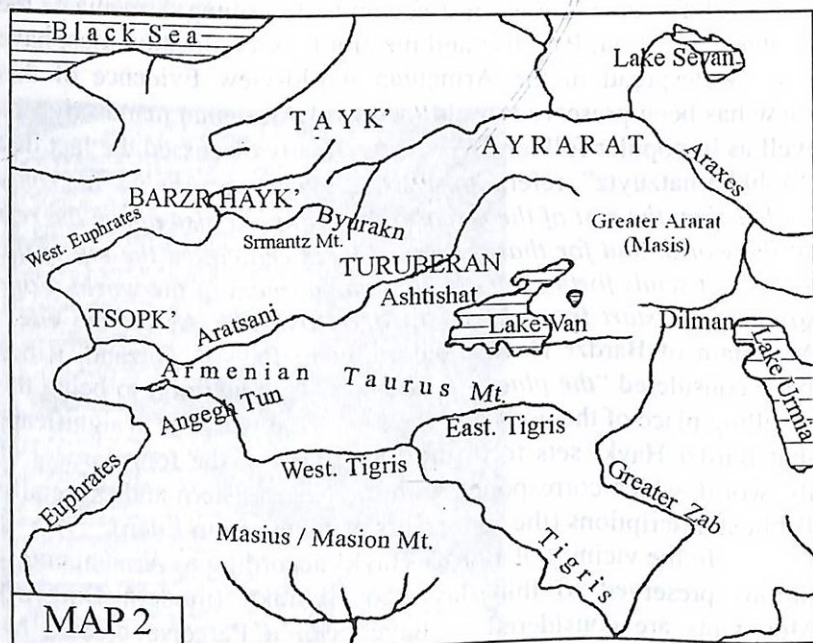 Black Sea
Lake Sevan
TAYK'
AYRARAT
Araxes
BARZR HAYK'
Byurakn
West. Euphrates
Srmantz Mt.
Greater Ararat
(Masis)
TURUBERAN
Ashtishat
TSOPK'
Aratsani
Lake Van
Dilman
Lake Urnia
Armenian Taurus Mt.
Angegh Tun
East. Tigris
West. Tigris
Euphrates
Greater Zab
Masius / Masion Mt.
Tigris
MAP 2